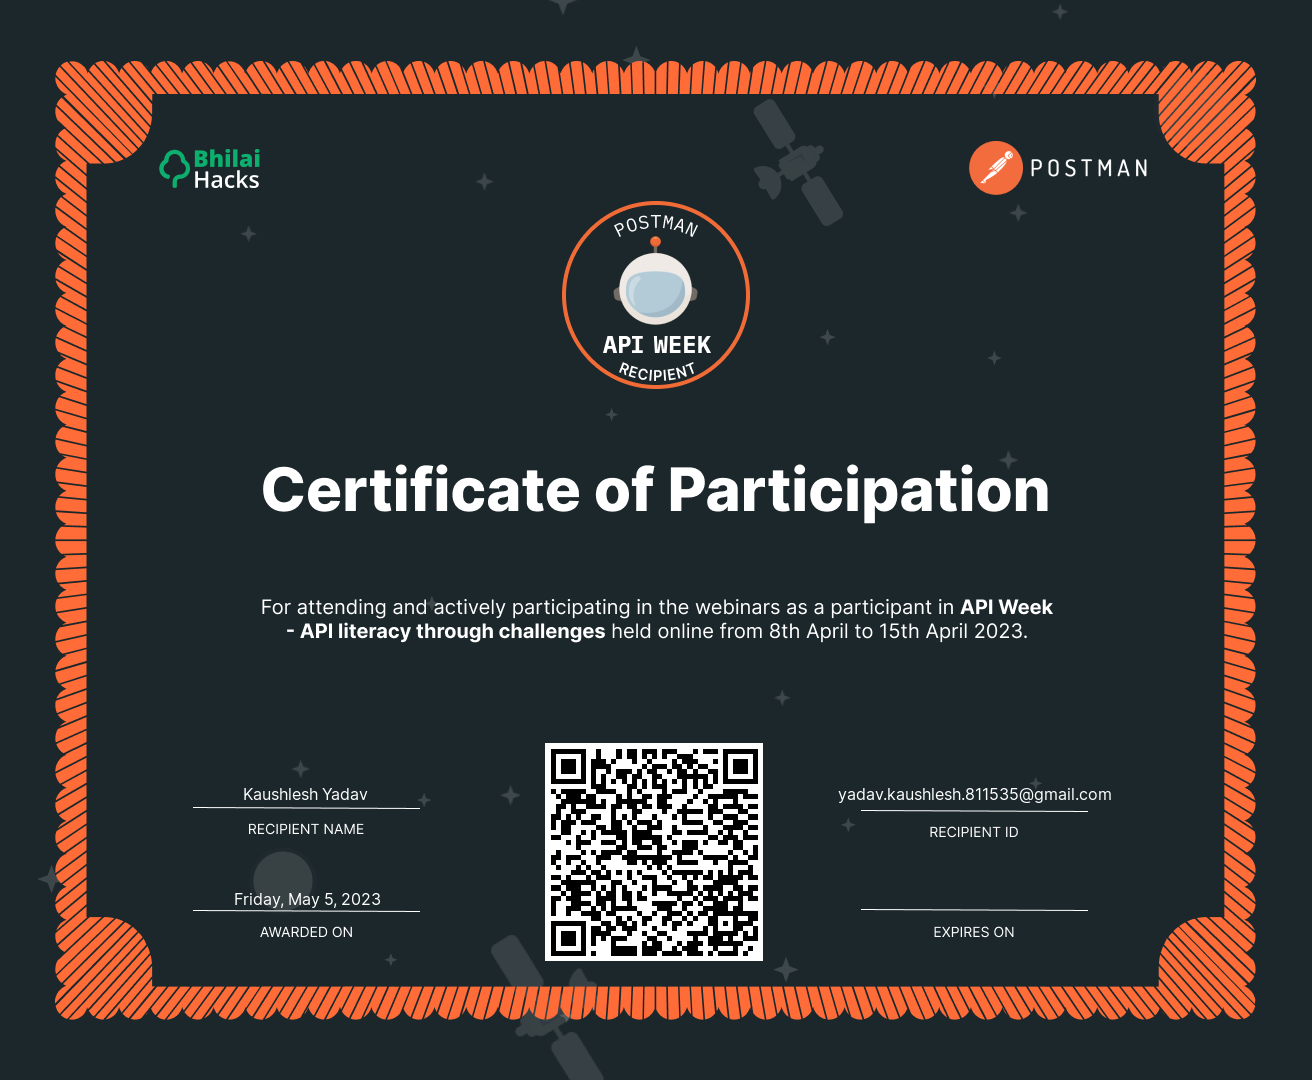 Bhilai
Hacks
POSTMAN
POSTMAN
API WEEK
RECIPIENT
Certificate of Participation
For attending and actively participating in the webinars as a participant in API Week
- API literacy through challenges held online from 8th April to 15th April 2023.
Kaushlesh Yadav
RECIPIENT NAME
yadav.kaushlesh.811535@gmail.com
RECIPIENT ID
Friday, May 5, 2023
AWARDED ON
EXPIRES ON